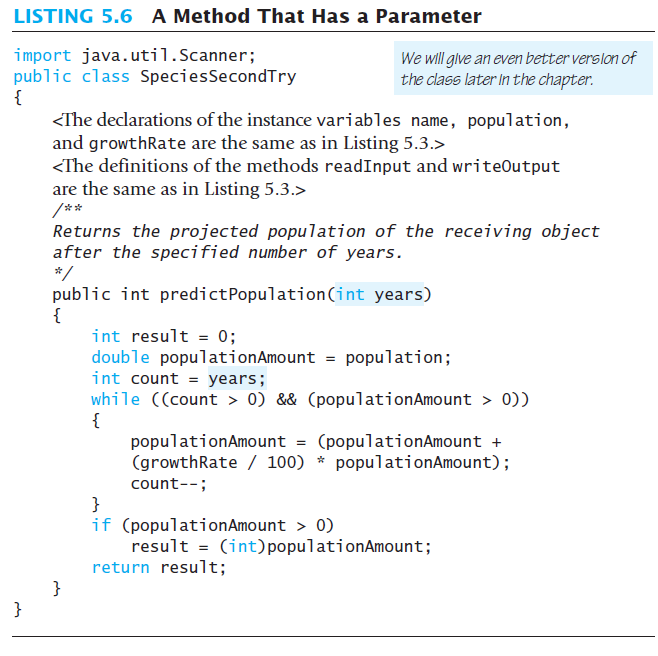 LISTING 5.6 A Method That Has a Parameter
import java.util.Scanner;
We will give an even better version of
the class later in the chapter.
public class SpeciesSecondTry
{
<The declarations of the instance variables name, population,
and growthRate are the same as in Listing 5.3.>
<The definitions of the methods readInput and writeOutput
are the same as in Listing 5.3.>
/**
Returns the projected population of the receiving object
after the specified number of years.
*/
public int predictPopulation(int years)
{
int result = 0;
double populationAmount = population;
int count = years;
while ((count > 0) && (populationAmount > 0))
{
populationAmount = (populationAmount +
(growthRate / 100) * populationAmount);
count--;
}
if (populationAmount > 0)
result = (int)populationAmount;
return result;
}
}